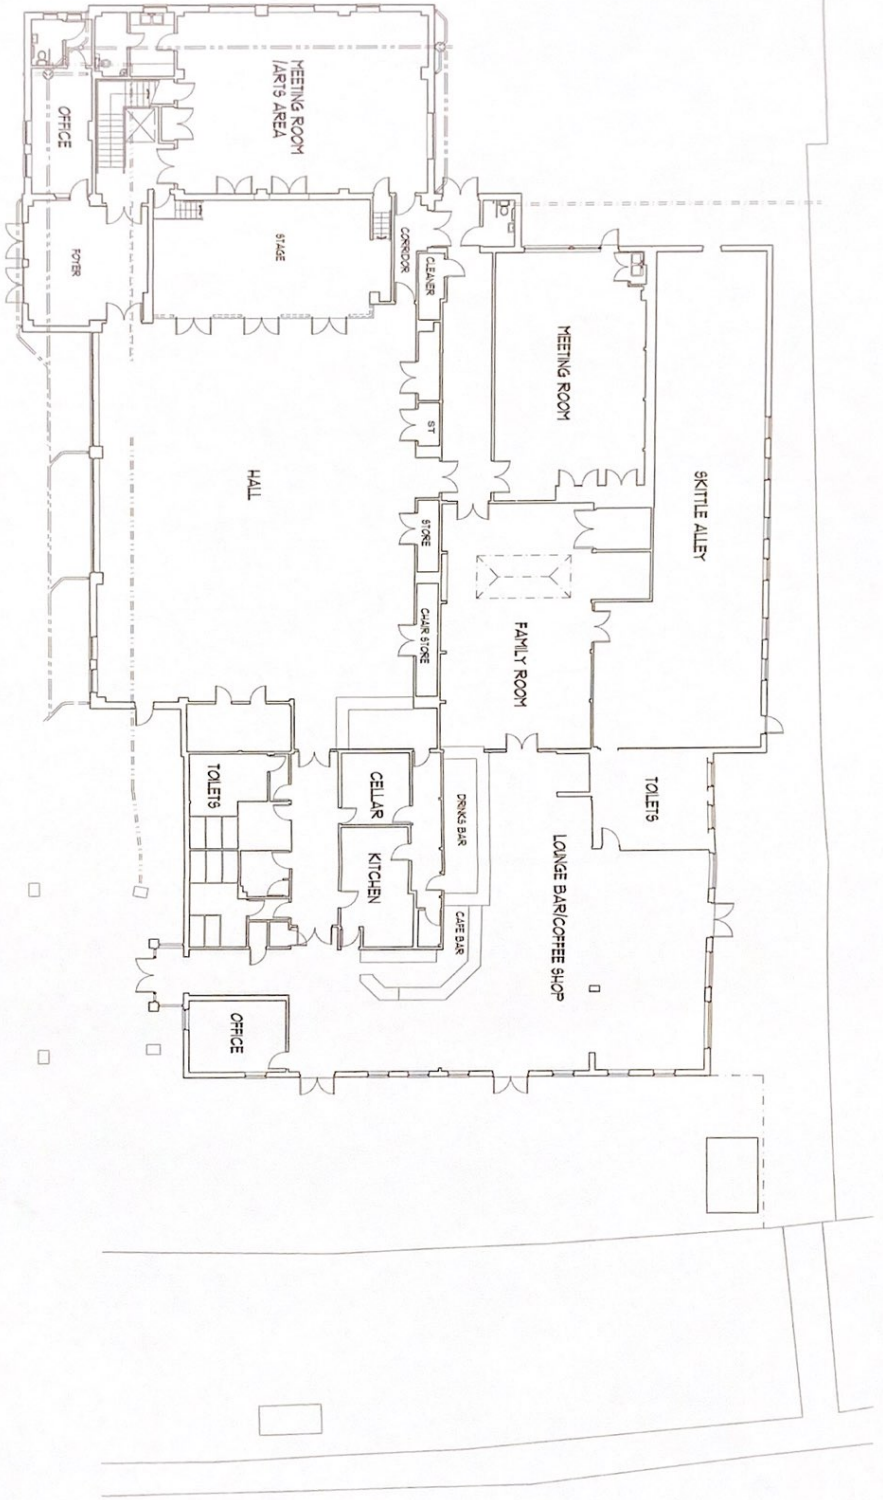 MEETING ROOM
/ARTS AREA
OFFICE
FOYER
STAGE
CORRIDOR
CLEANER
MEETING ROOM
ST
HALL
SKITTLE ALLEY
STORE
CHAIR STORE
FAMILY ROOM
TOILETS
CELLAR
DRINKS BAR
TOILETS
KITCHEN
CAFE BAR
LOUNGE BAR/COFFEE SHOP
OFFICE